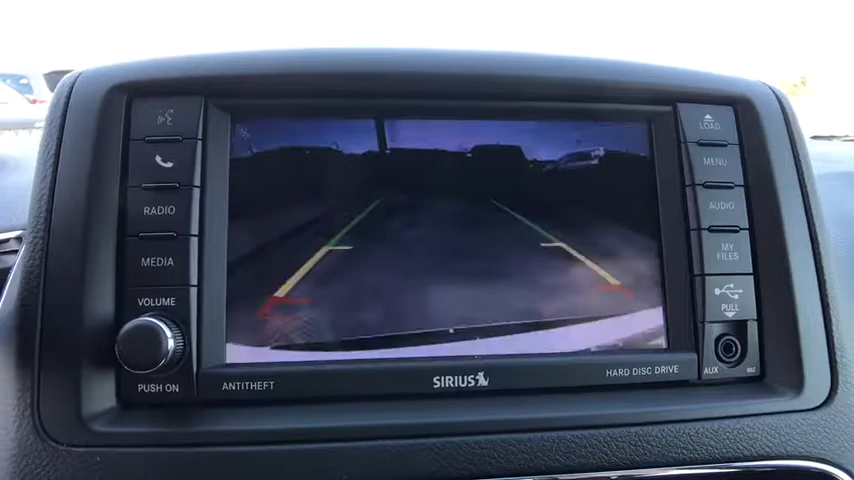 LOAD
MENU
RADIO
AUDIO
MEDIA
MY
FILES
VOLUME
PULL
PUSH ON
ANTITHEFT
SIRIUS
HARD DISC DRIVE
AUX